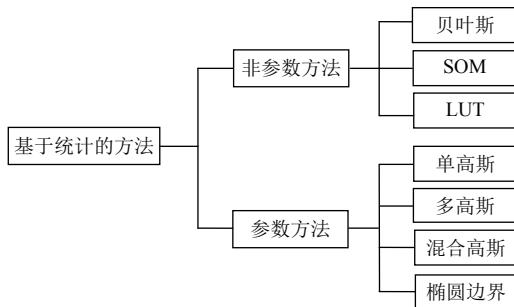 贝叶斯
非参数方法
SOM
LUT
基于统计的方法
单高斯
多高斯
参数方法
混合高斯
椭圆边界